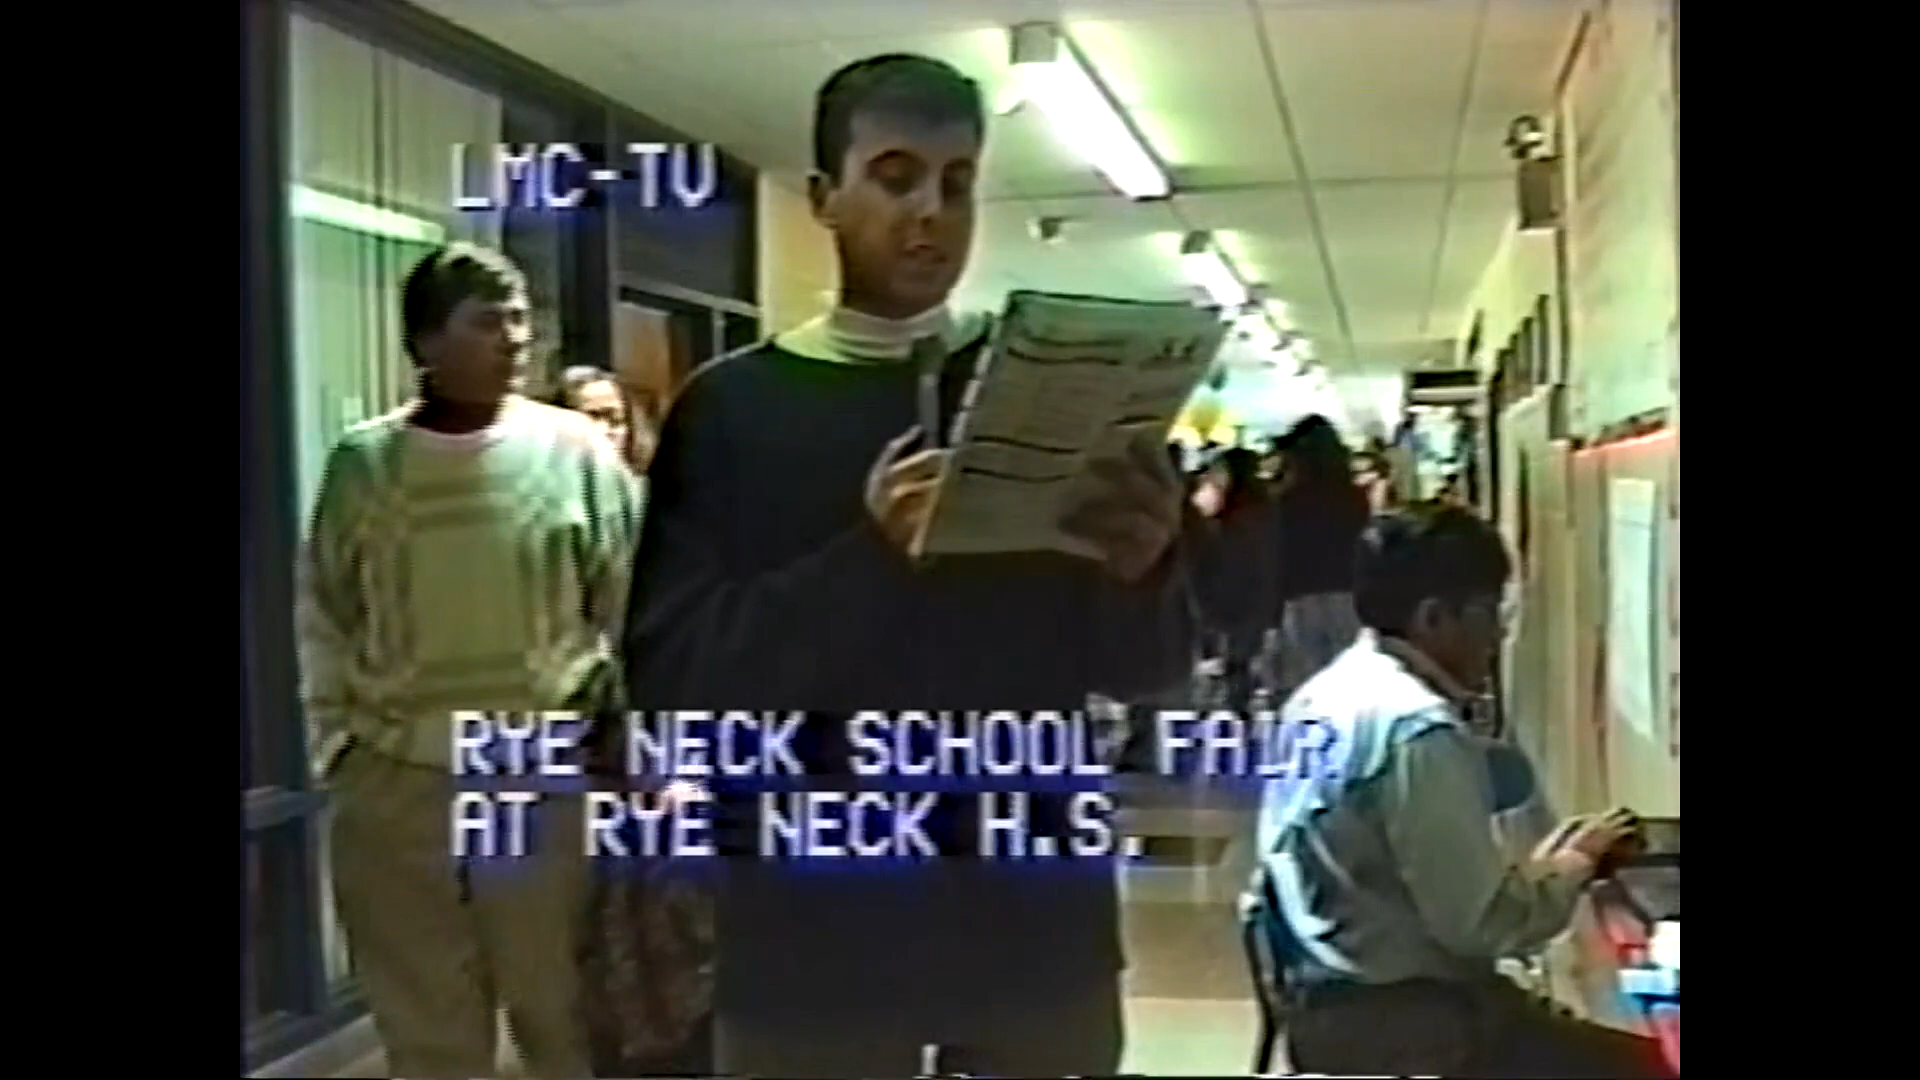 LMC-TV
RYE NECK SCHOOL FAIR
AT RYE NECK H.S.